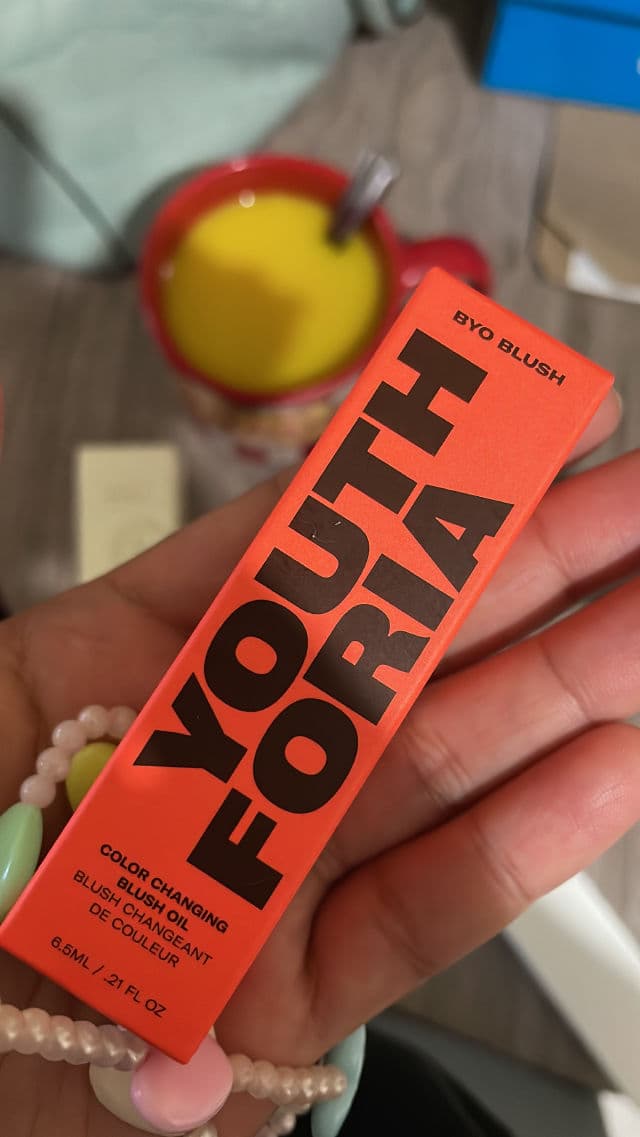 BYO BLUSH
YOUTH
FORIA
COLOR CHANGING
BLUSH OIL
BLUSH CHANGEANT
DE COULEUR
6.5ML / .21 FL OZ